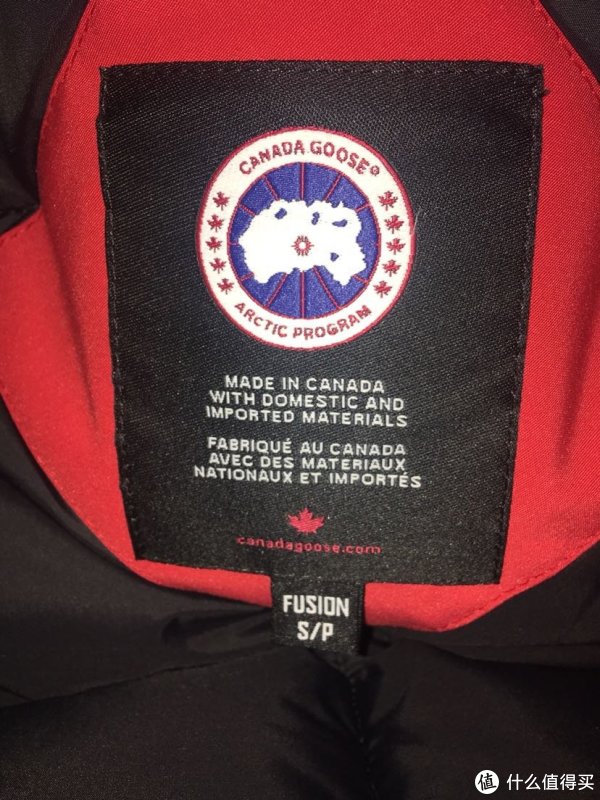 CANADA GOOSE®
ARCTIC PROGRAM
MADE IN CANADA
WITH DOMESTIC AND
IMPORTED MATERIALS
FABRIQUÉ AU CANADA
AVEC DES MATERIAUX
NATIONAUX ET IMPORTÉS
canadagoose.com
FUSION
S/P
值 什么值得买